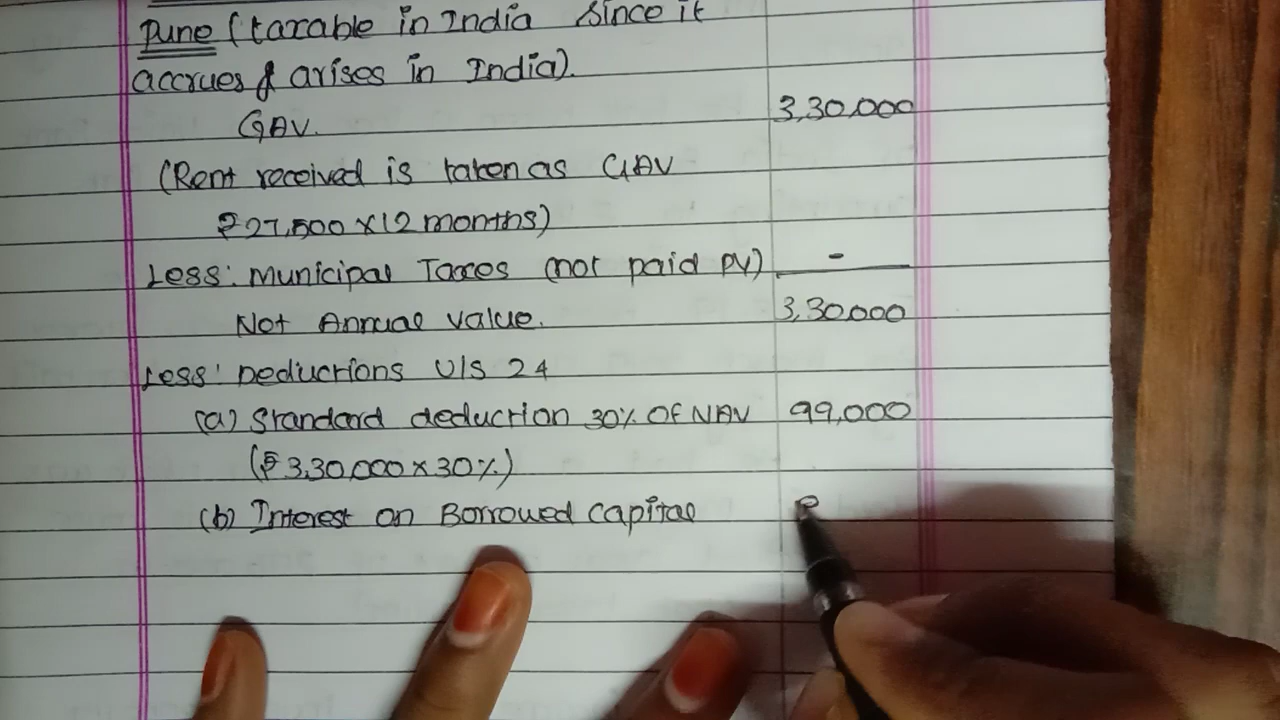 Pune (taxable in India since it
accrues & arises in India).
GAV. 3,30,000
(Rent received is taken as GAV
₹27,500 × 12 months)
Less: Municipal Taxes (not paid PY) -
Net Annual value. 3,30,000
Less: Deductions U/S 24
(a) Standard deduction 30% OF NAV 99,000
(₹3,30,000 × 30%)
(b) Interest on Borrowed capital